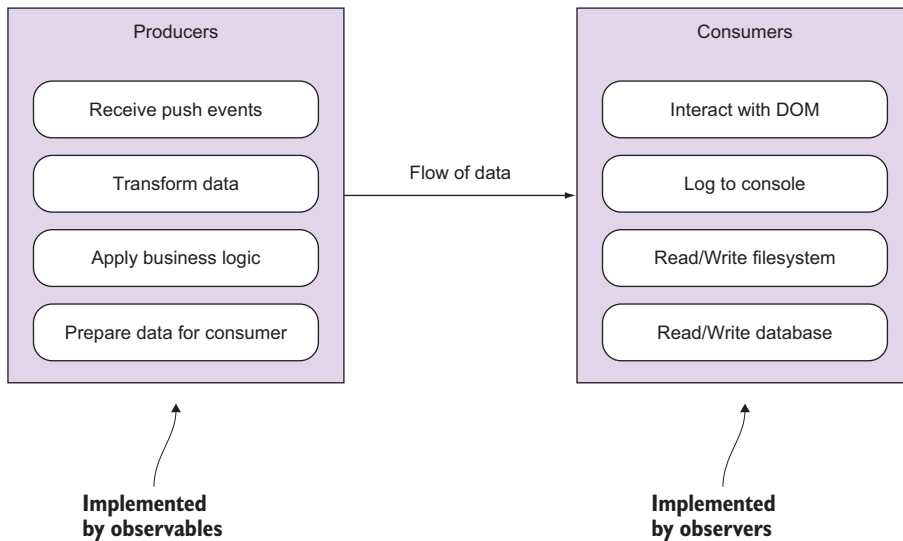 Producers
Receive push events
Transform data
Apply business logic
Prepare data for consumer
Flow of data
Consumers
Interact with DOM
Log to console
Read/Write filesystem
Read/Write database
Implemented
by observables
Implemented
by observers